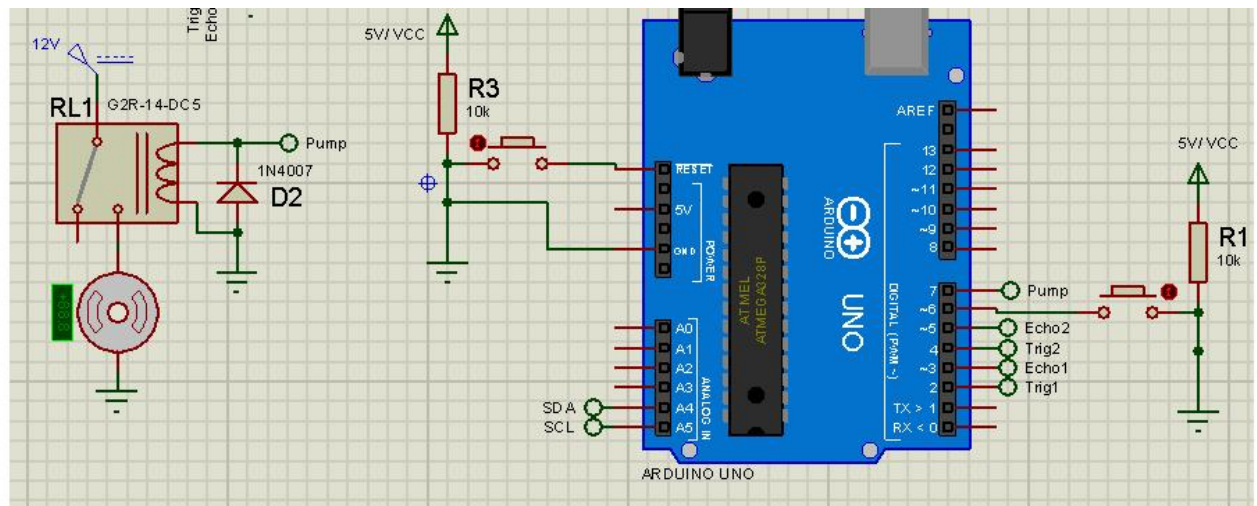 Trig
Echo
12V
RL1
G2R-14-DC5
Pump
1N4007
D2
+88.8
5V/VCC
R3
10k
RESET
5V
GND
POWER
A0
A1
A2
A3
A4
A5
ANALOG IN
SDA
SCL
ARDUINO UNO
ATMEL
ATMEGA328P
ARDUINO
UNO
AREF
13
12
~11
~10
~9
8
DIGITAL (PWM~)
7
~6
~5
4
~3
2
TX > 1
RX < 0
Pump
Echo2
Trig2
Echo1
Trig1
5V/VCC
R1
10k